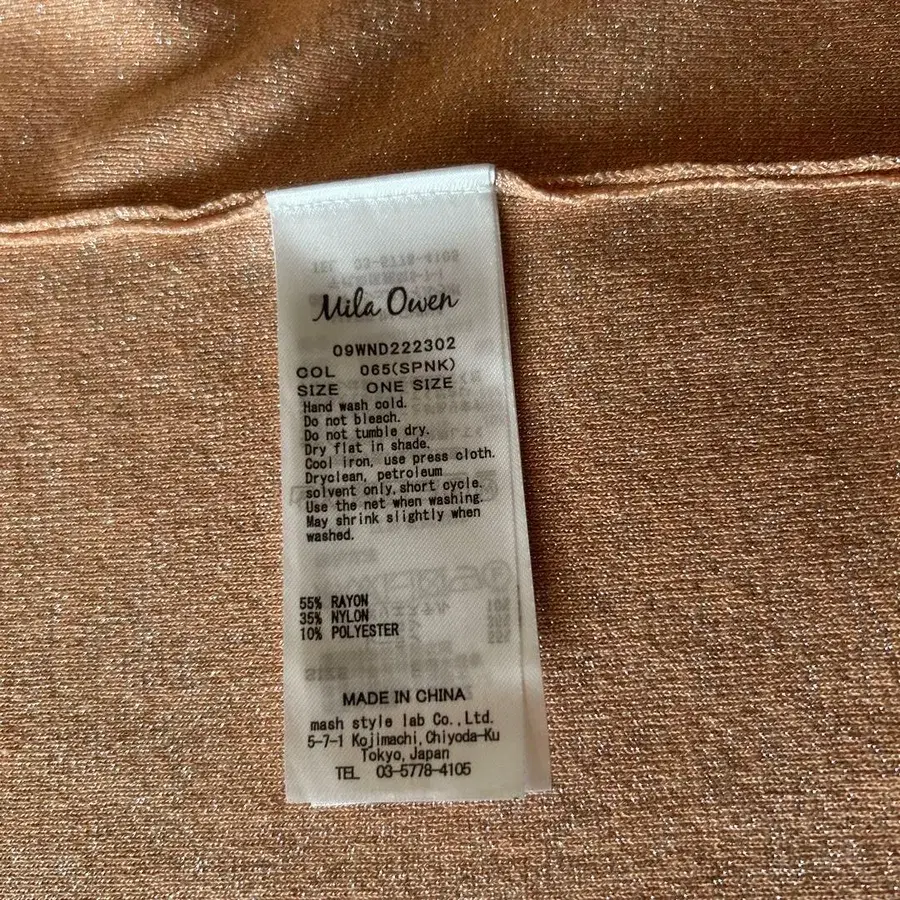 Mila Owen
09WND222302
COL 065(SPNK)
SIZE ONE SIZE
Hand wash cold.
Do not bleach.
Do not tumble dry.
Dry flat in shade.
Cool iron, use press cloth.
Dryclean, petroleum
solvent only, short cycle.
Use the net when washing.
May shrink slightly when
washed.
55% RAYON
35% NYLON
10% POLYESTER
MADE IN CHINA
mash style lab Co.,Ltd.
5-7-1 Kojimachi,Chiyoda-Ku
Tokyo,Japan
TEL 03-5778-4105